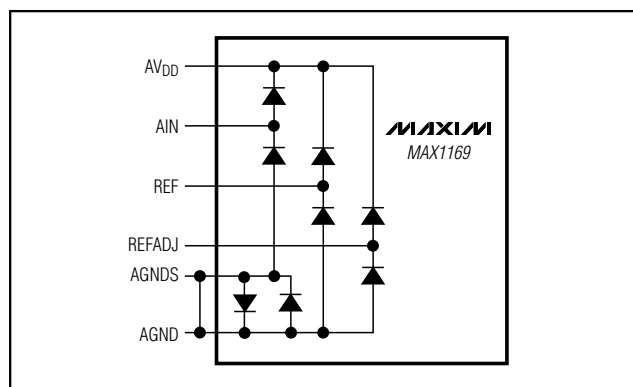 AVDD
AIN
MAXIM
MAX1169
REF
REFADJ
AGNDS
AGND